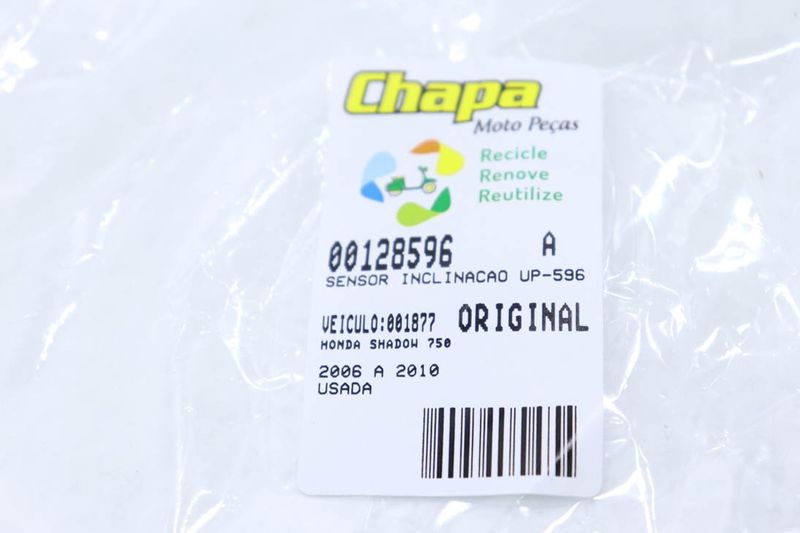 Chapa
Moto Peças
Recicle
Renove
Reutilize
00128596 A
SENSOR INCLINACAO UP-596
VEICULO:001877 ORIGINAL
HONDA SHADOW 750
2006 A 2010
USADA